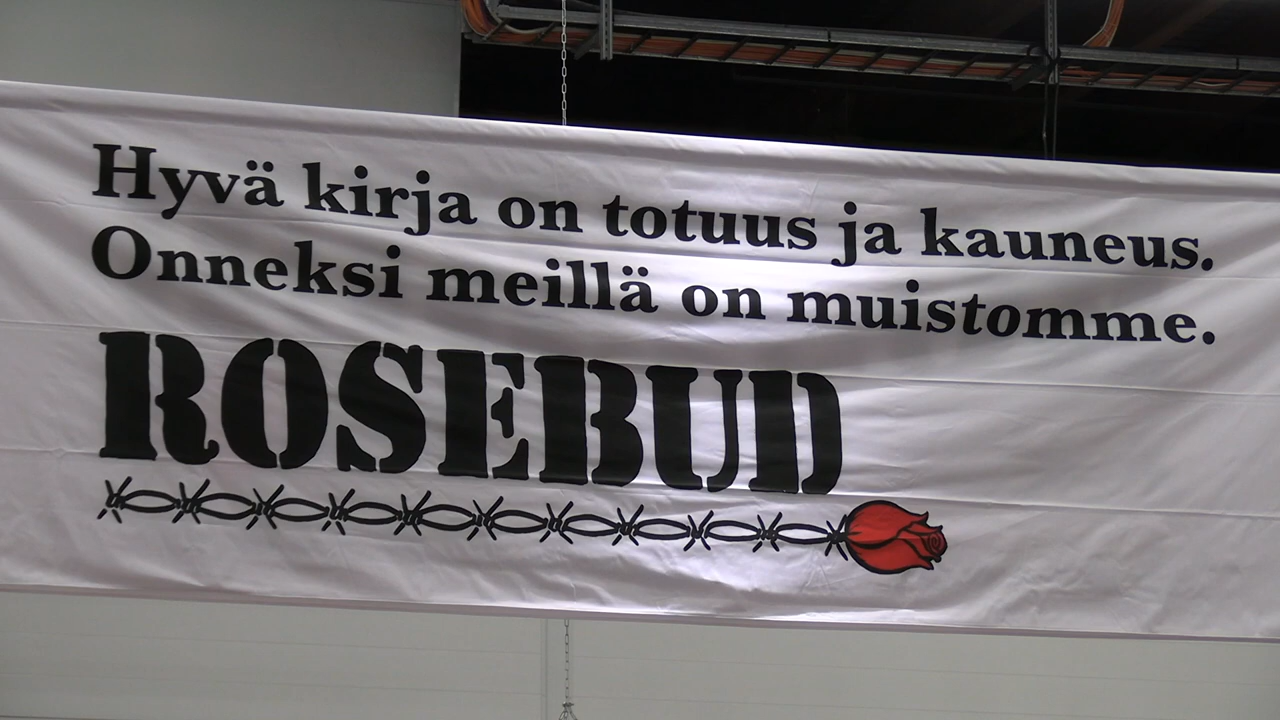 Hyvä kirja on totuus ja kauneus.
Onneksi meillä on muistomme.
ROSEBUD